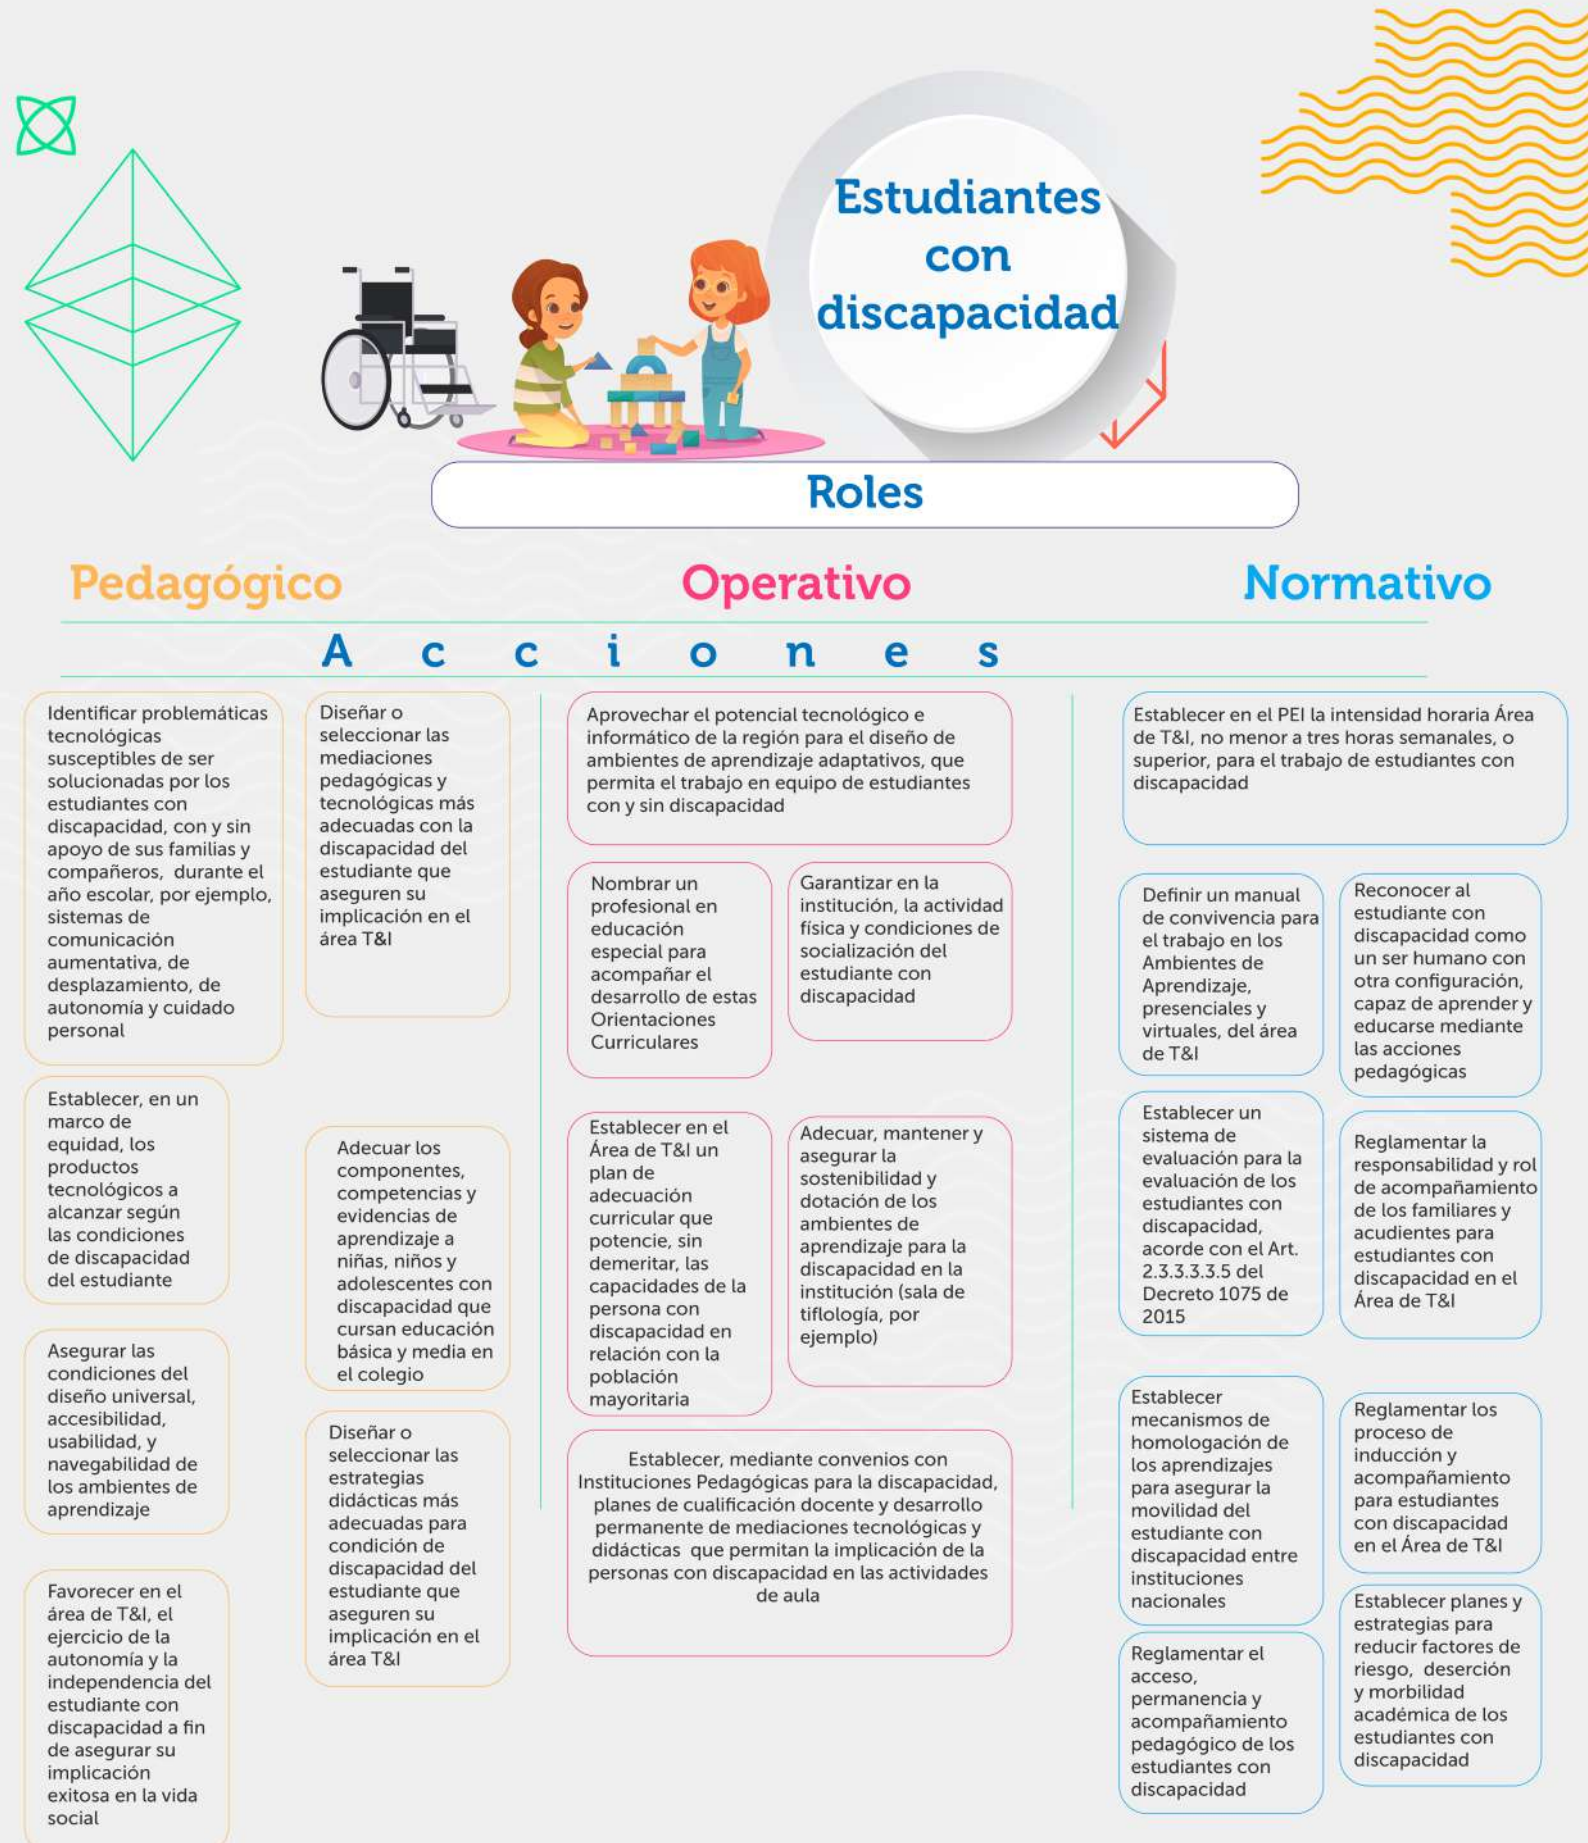 Estudiantes
con
discapacidad
Roles
Pedagógico
Operativo
Normativo
Acciones
Identificar problemáticas
tecnológicas
susceptibles de ser
solucionadas por los
estudiantes con
discapacidad, con y sin
apoyo de sus familias y
compañeros, durante el
año escolar, por ejemplo,
sistemas de
comunicación
aumentativa, de
desplazamiento, de
autonomía y cuidado
personal
Diseñar o
seleccionar las
mediaciones
pedagógicas y
tecnológicas más
adecuadas con la
discapacidad del
estudiante que
aseguren su
implicación en el
área T&I
Establecer, en un
marco de
equidad, los
productos
tecnológicos a
alcanzar según
las condiciones
de discapacidad
del estudiante
Adecuar los
componentes,
competencias y
evidencias de
aprendizaje a
niñas, niños y
adolescentes con
discapacidad que
cursan educación
básica y media en
el colegio
Asegurar las
condiciones del
diseño universal,
accesibilidad,
usabilidad, y
navegabilidad de
los ambientes de
aprendizaje
Diseñar o
seleccionar las
estrategias
didácticas más
adecuadas para
condición de
discapacidad del
estudiante que
aseguren su
implicación en el
área T&I
Favorecer en el
área de T&I, el
ejercicio de la
autonomía y la
independencia del
estudiante con
discapacidad a fin
de asegurar su
implicación
exitosa en la vida
social
Aprovechar el potencial tecnológico e
informático de la región para el diseño de
ambientes de aprendizaje adaptativos, que
permita el trabajo en equipo de estudiantes
con y sin discapacidad
Nombrar un
profesional en
educación
especial para
acompañar el
desarrollo de estas
Orientaciones
Curriculares
Garantizar en la
institución, la actividad
física y condiciones de
socialización del
estudiante con
discapacidad
Establecer en el
Área de T&I un
plan de
adecuación
curricular que
potencie, sin
demeritar, las
capacidades de la
persona con
discapacidad en
relación con la
población
mayoritaria
Adecuar, mantener y
asegurar la
sostenibilidad y
dotación de los
ambientes de
aprendizaje para la
discapacidad en la
institución (sala de
tiflología, por
ejemplo)
Establecer, mediante convenios con
Instituciones Pedagógicas para la discapacidad,
planes de cualificación docente y desarrollo
permanente de mediaciones tecnológicas y
didácticas que permitan la implicación de la
personas con discapacidad en las actividades
de aula
Establecer en el PEI la intensidad horaria Área
de T&I, no menor a tres horas semanales, o
superior, para el trabajo de estudiantes con
discapacidad
Definir un manual
de convivencia para
el trabajo en los
Ambientes de
Aprendizaje,
presenciales y
virtuales, del área
de T&I
Reconocer al
estudiante con
discapacidad como
un ser humano con
otra configuración,
capaz de aprender y
educarse mediante
las acciones
pedagógicas
Establecer un
sistema de
evaluación para la
evaluación de los
estudiantes con
discapacidad,
acorde con el Art.
2.3.3.3.3.5 del
Decreto 1075 de
2015
Reglamentar la
responsabilidad y rol
de acompañamiento
de los familiares y
acudientes para
estudiantes con
discapacidad en el
Área de T&I
Establecer
mecanismos de
homologación de
los aprendizajes
para asegurar la
movilidad del
estudiante con
discapacidad entre
instituciones
nacionales
Reglamentar los
proceso de
inducción y
acompañamiento
para estudiantes
con discapacidad
en el Área de T&I
Reglamentar el
acceso,
permanencia y
acompañamiento
pedagógico de los
estudiantes con
discapacidad
Establecer planes y
estrategias para
reducir factores de
riesgo, deserción
y morbilidad
académica de los
estudiantes con
discapacidad